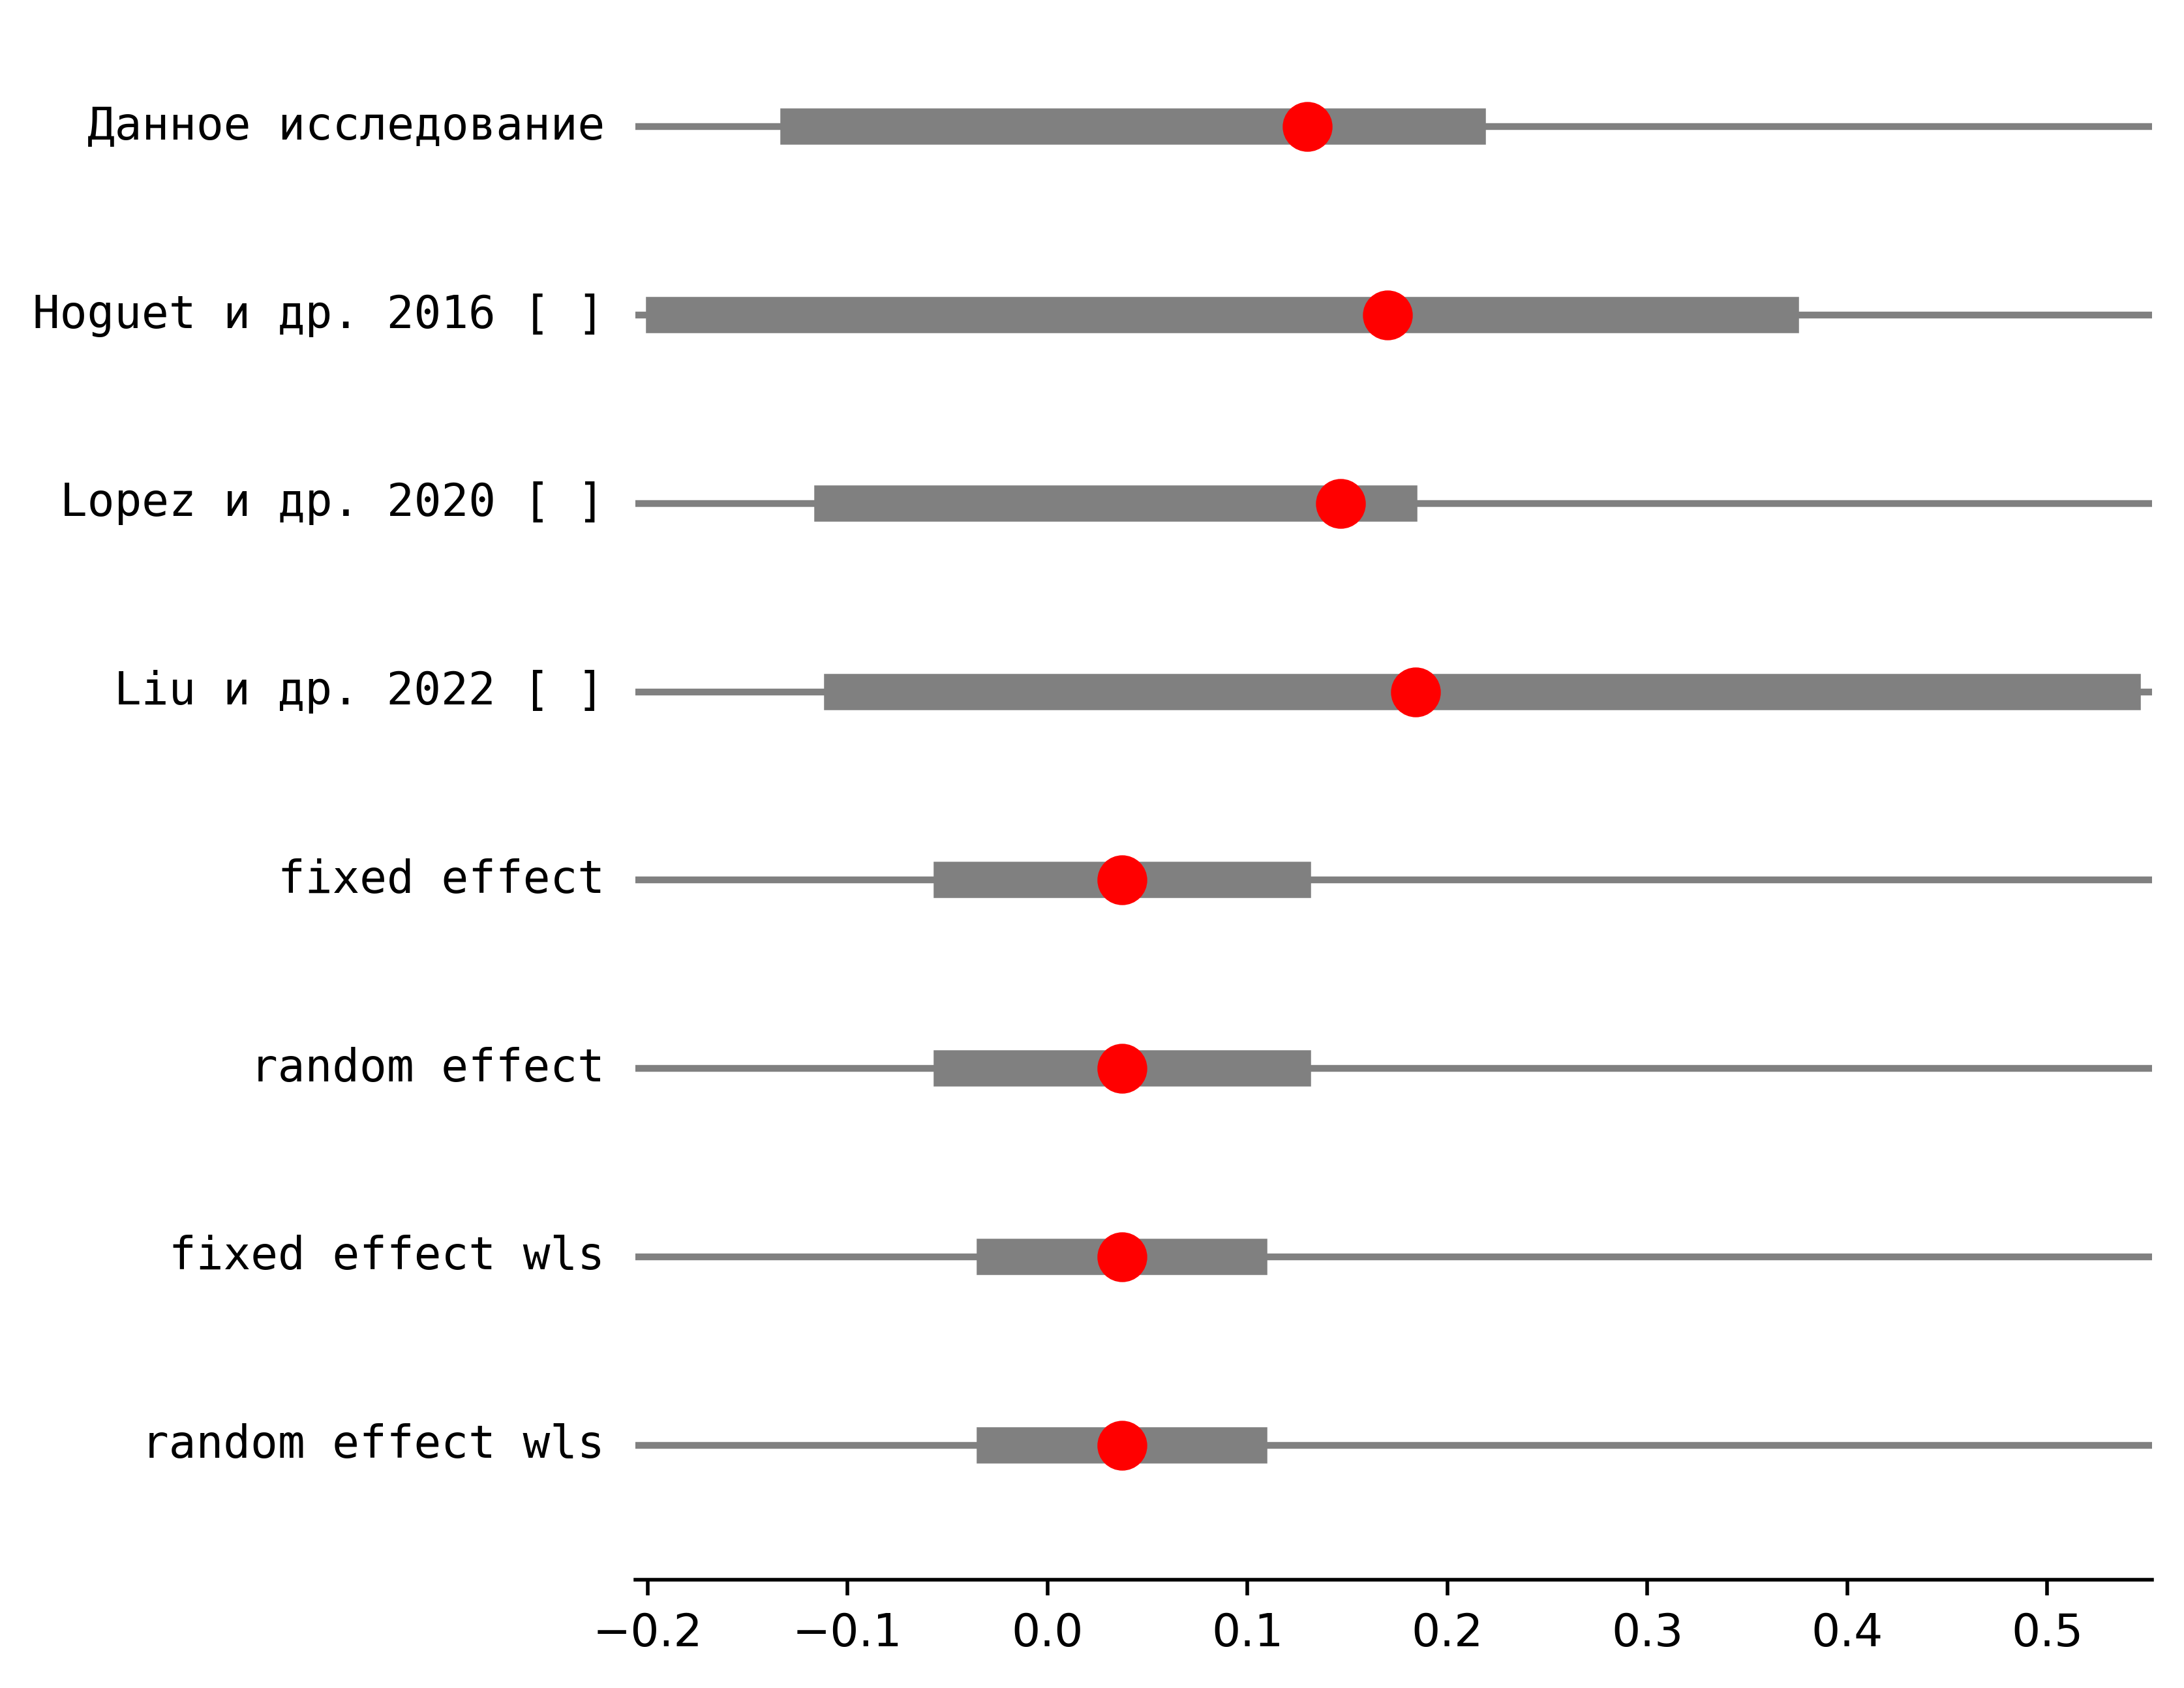 Данное исследование
Hoguet и др. 2016 [ ]
Lopez и др. 2020 [ ]
Liu и др. 2022 [ ]
fixed effect
random effect
fixed effect wls
random effect wls
−0.2 −0.1 0.0 0.1 0.2 0.3 0.4 0.5